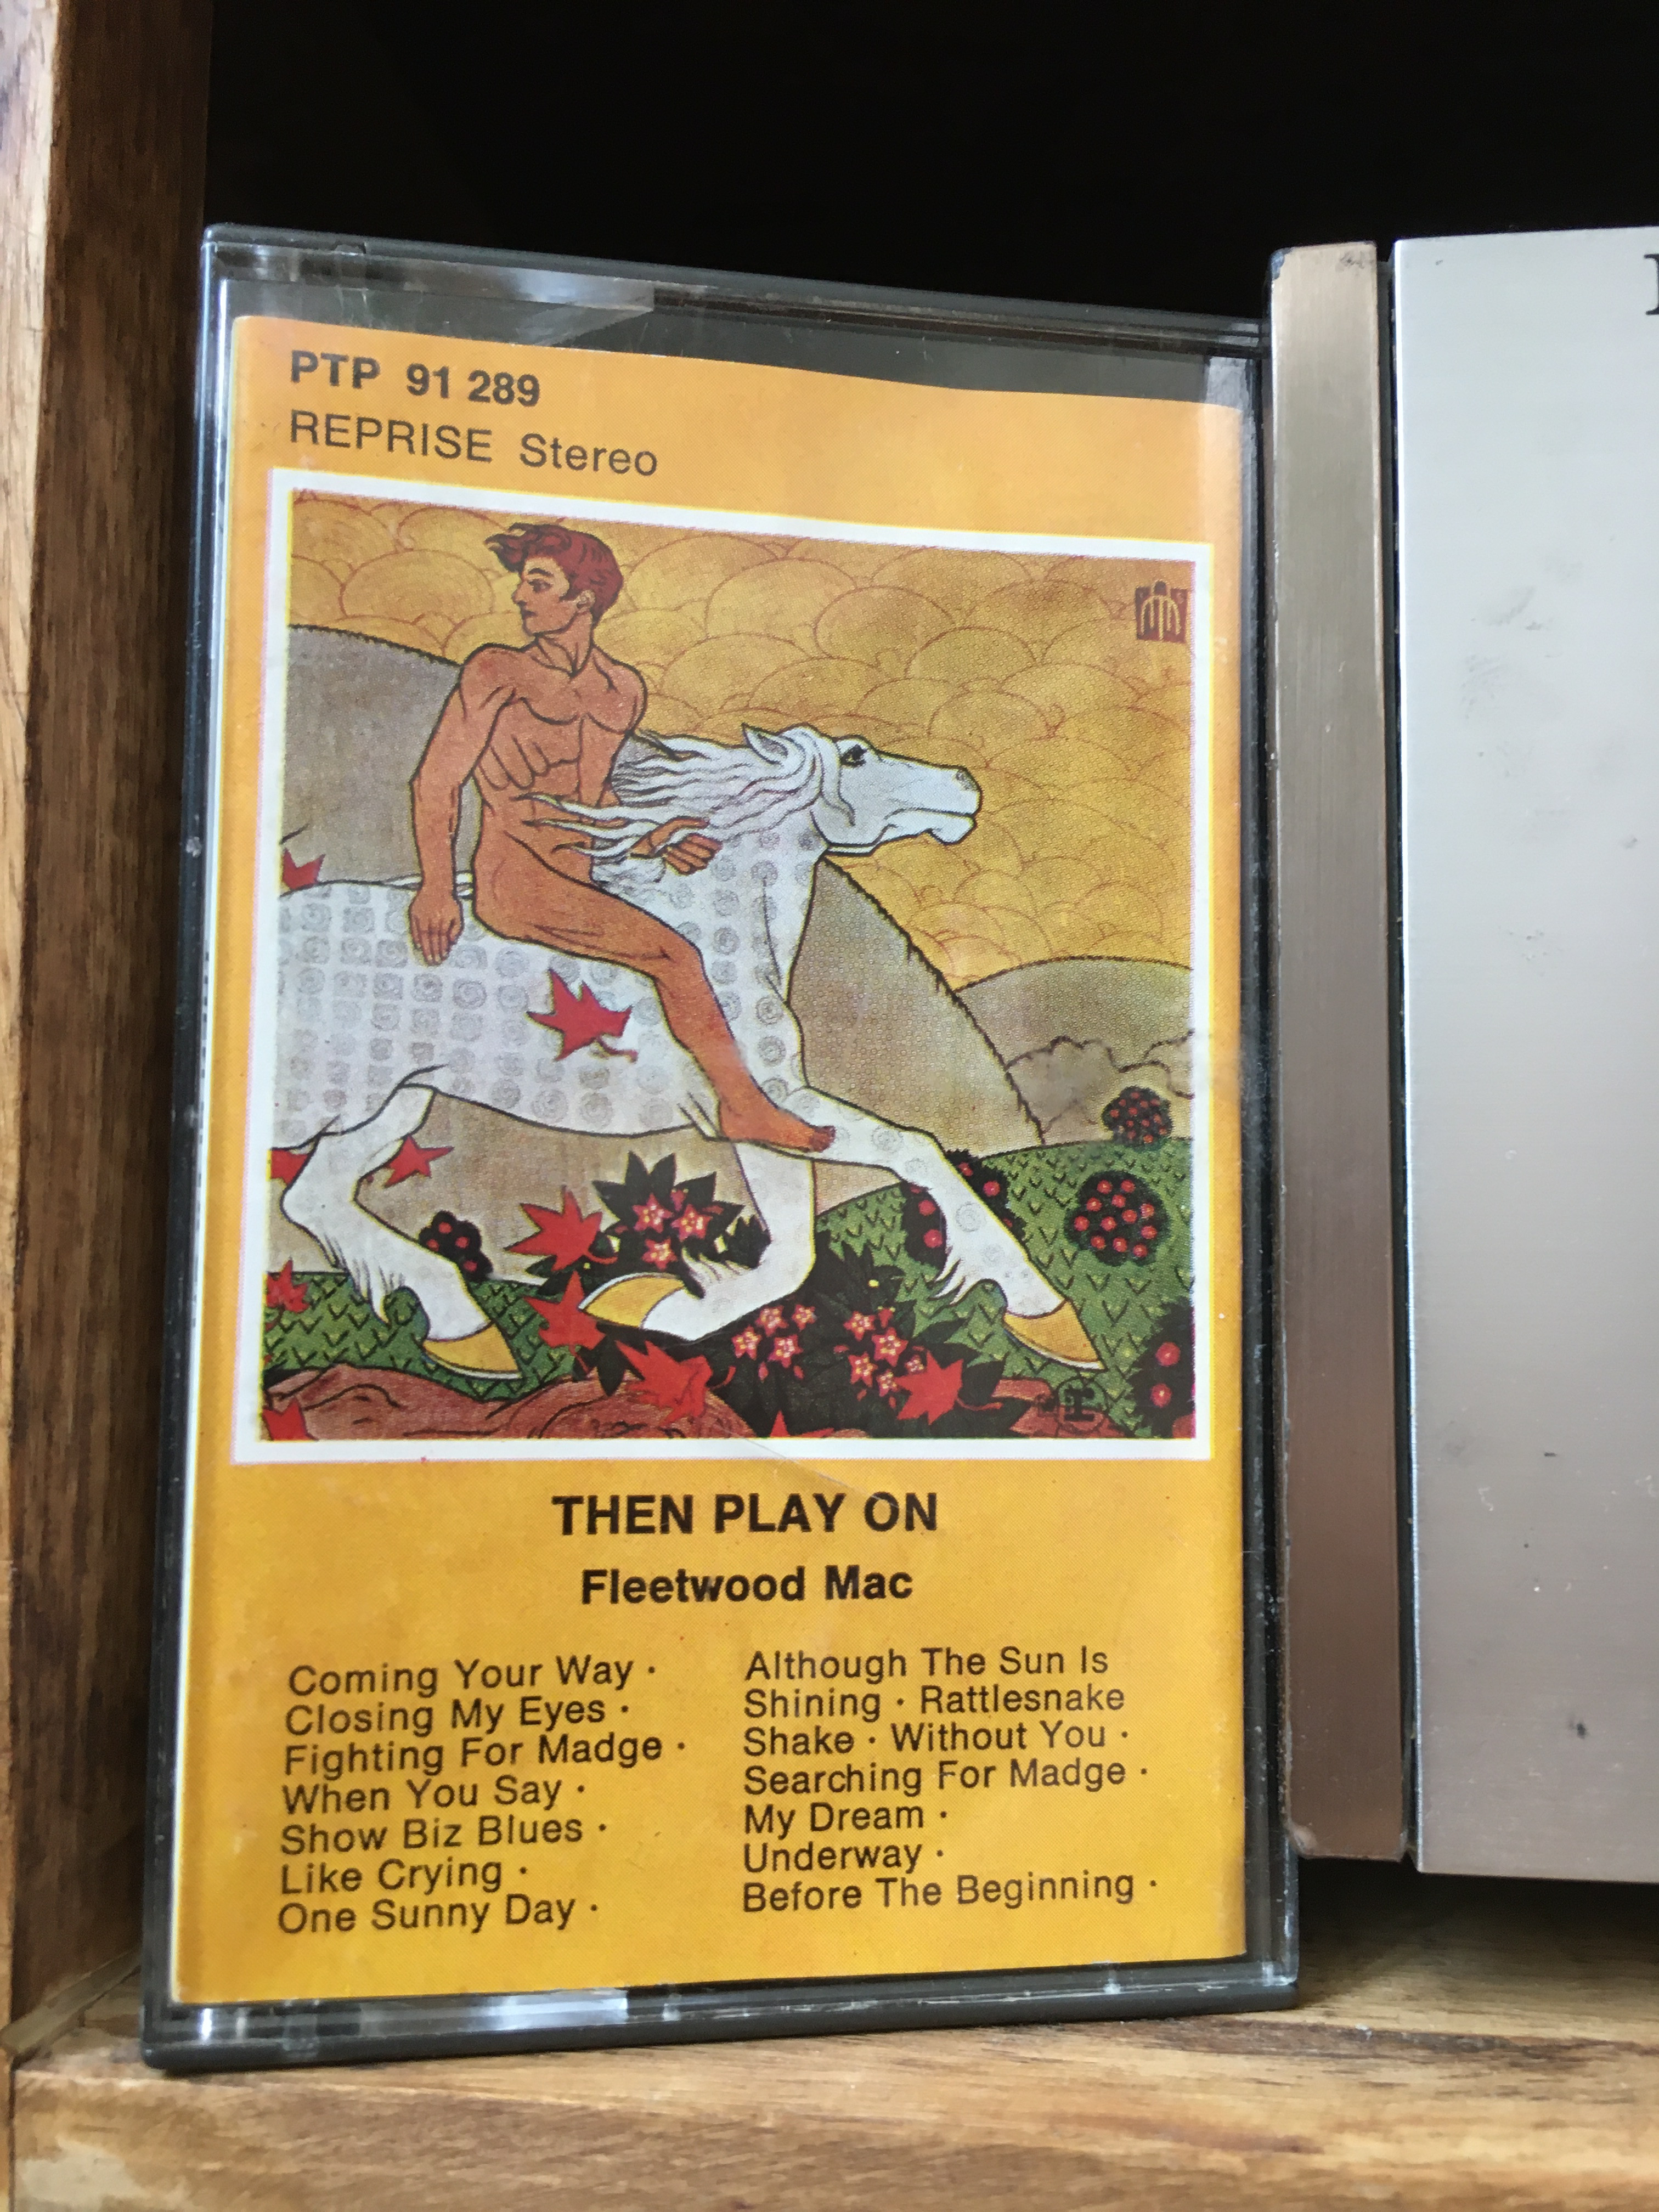 PTP 91 289
REPRISE Stereo
THEN PLAY ON
Fleetwood Mac
Coming Your Way ·
Closing My Eyes ·
Fighting For Madge ·
When You Say ·
Show Biz Blues ·
Like Crying ·
One Sunny Day ·
Although The Sun Is
Shining · Rattlesnake
Shake · Without You ·
Searching For Madge ·
My Dream ·
Underway ·
Before The Beginning ·